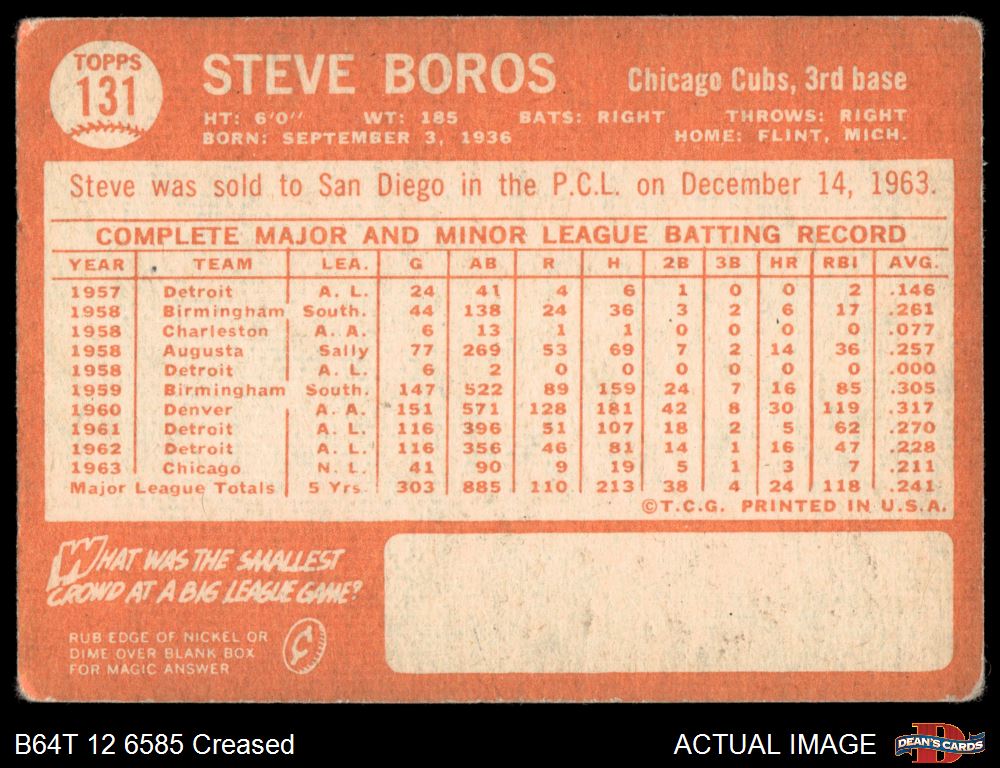 TOPPS
131
STEVE BOROS Chicago Cubs, 3rd base
HT: 6'0" WT: 185 BATS: RIGHT THROWS: RIGHT
BORN: SEPTEMBER 3, 1936 HOME: FLINT, MICH.
Steve was sold to San Diego in the P.C.L. on December 14, 1963.
COMPLETE MAJOR AND MINOR LEAGUE BATTING RECORD
YEAR TEAM LEA. G AB R H 2B 3B HR RBI AVG.
1957 Detroit A. L. 24 41 4 6 1 0 0 2 .146
1958 Birmingham South. 44 138 24 36 3 2 6 17 .261
1958 Charleston A. A. 6 13 1 1 0 0 0 0 .077
1958 Augusta Sally 77 269 53 69 7 2 14 36 .257
1958 Detroit A. L. 6 2 0 0 0 0 0 0 .000
1959 Birmingham South. 147 522 89 159 24 7 16 85 .305
1960 Denver A. A. 151 571 128 181 42 8 30 119 .317
1961 Detroit A. L. 116 396 51 107 18 2 5 62 .270
1962 Detroit A. L. 116 356 46 81 14 1 16 47 .228
1963 Chicago N. L. 41 90 9 19 5 1 3 7 .211
Major League Totals 5 Yrs. 303 885 110 213 38 4 24 118 .241
©T.C.G. PRINTED IN U.S.A.
WHAT WAS THE SMALLEST
CROWD AT A BIG LEAGUE GAME?
RUB EDGE OF NICKEL OR
DIME OVER BLANK BOX
FOR MAGIC ANSWER
B64T 12 6585 Creased ACTUAL IMAGE DEAN'S CARDS